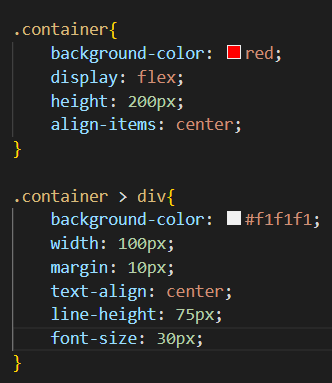 .container{
    background-color: red;
    display: flex;
    height: 200px;
    align-items: center;
}

.container > div{
    background-color: #f1f1f1;
    width: 100px;
    margin: 10px;
    text-align: center;
    line-height: 75px;
    font-size: 30px;
}